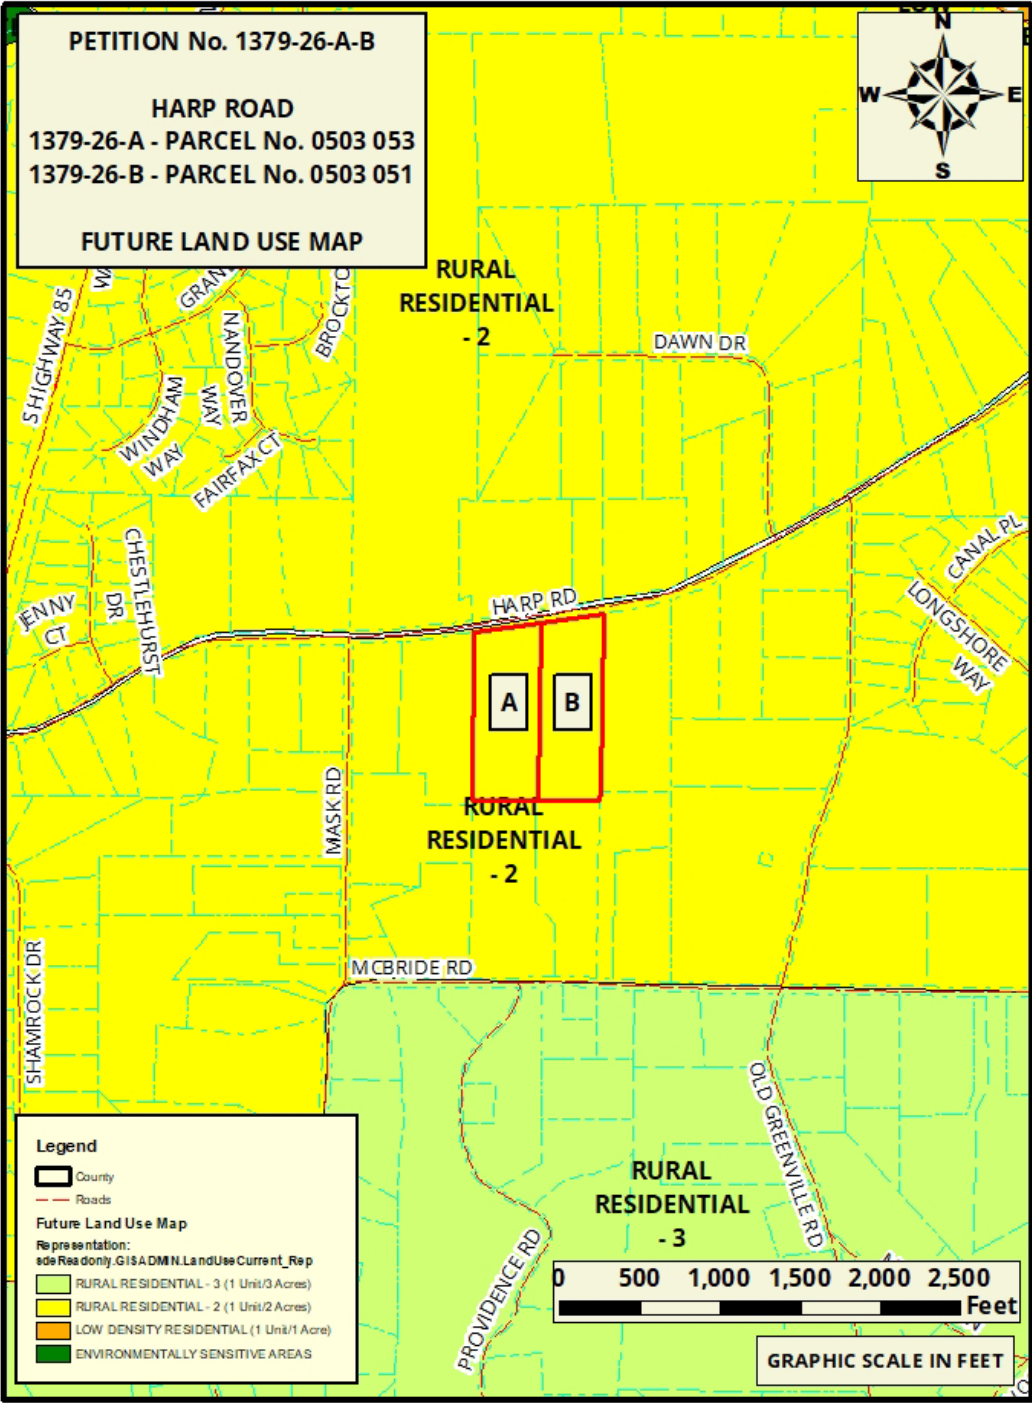 PETITION No. 1379-26-A-B
HARP ROAD
1379-26-A - PARCEL No. 0503 053
1379-26-B - PARCEL No. 0503 051
FUTURE LAND USE MAP
N
W
E
S
RURAL
RESIDENTIAL
- 2
S HIGHWAY 85
NANDOVER
WAY
WINDHAM
WAY
FAIRFAX CT
DAWN DR
CHESTLEHURST
DR
JENNY
CT
HARP RD
CANAL PL
LONGSHORE
WAY
A
B
MASK RD
RURAL
RESIDENTIAL
- 2
MCBRIDE RD
SHAMROCK DR
OLD GREENVILLE RD
RURAL
RESIDENTIAL
- 3
PROVIDENCE RD
Legend
County
Roads
Future Land Use Map
Representation:
sdeReadonly.GISADMIN.LandUseCurrent_Rep
RURAL RESIDENTIAL - 3 (1 Unit/3 Acres)
RURAL RESIDENTIAL - 2 (1 Unit/2 Acres)
LOW DENSITY RESIDENTIAL (1 Unit/1 Acre)
ENVIRONMENTALLY SENSITIVE AREAS
0 500 1,000 1,500 2,000 2,500
Feet
GRAPHIC SCALE IN FEET